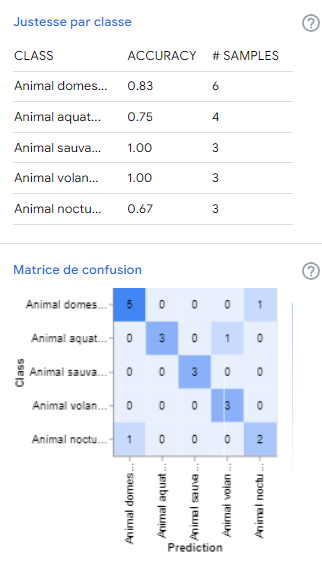 Justesse par classe
CLASS ACCURACY # SAMPLES
Animal domes... 0.83 6
Animal aquat... 0.75 4
Animal sauva... 1.00 3
Animal volan... 1.00 3
Animal noctu... 0.67 3
Matrice de confusion
Animal domes... 5 0 0 0 1
Animal aquat... 0 3 0 1 0
Animal sauva... 0 0 3 0 0
Animal volan... 0 0 0 3 0
Animal noctu... 1 0 0 0 2
Class
Animal domes...
Animal aquat...
Animal sauva...
Animal volan...
Animal noctu...
Prediction